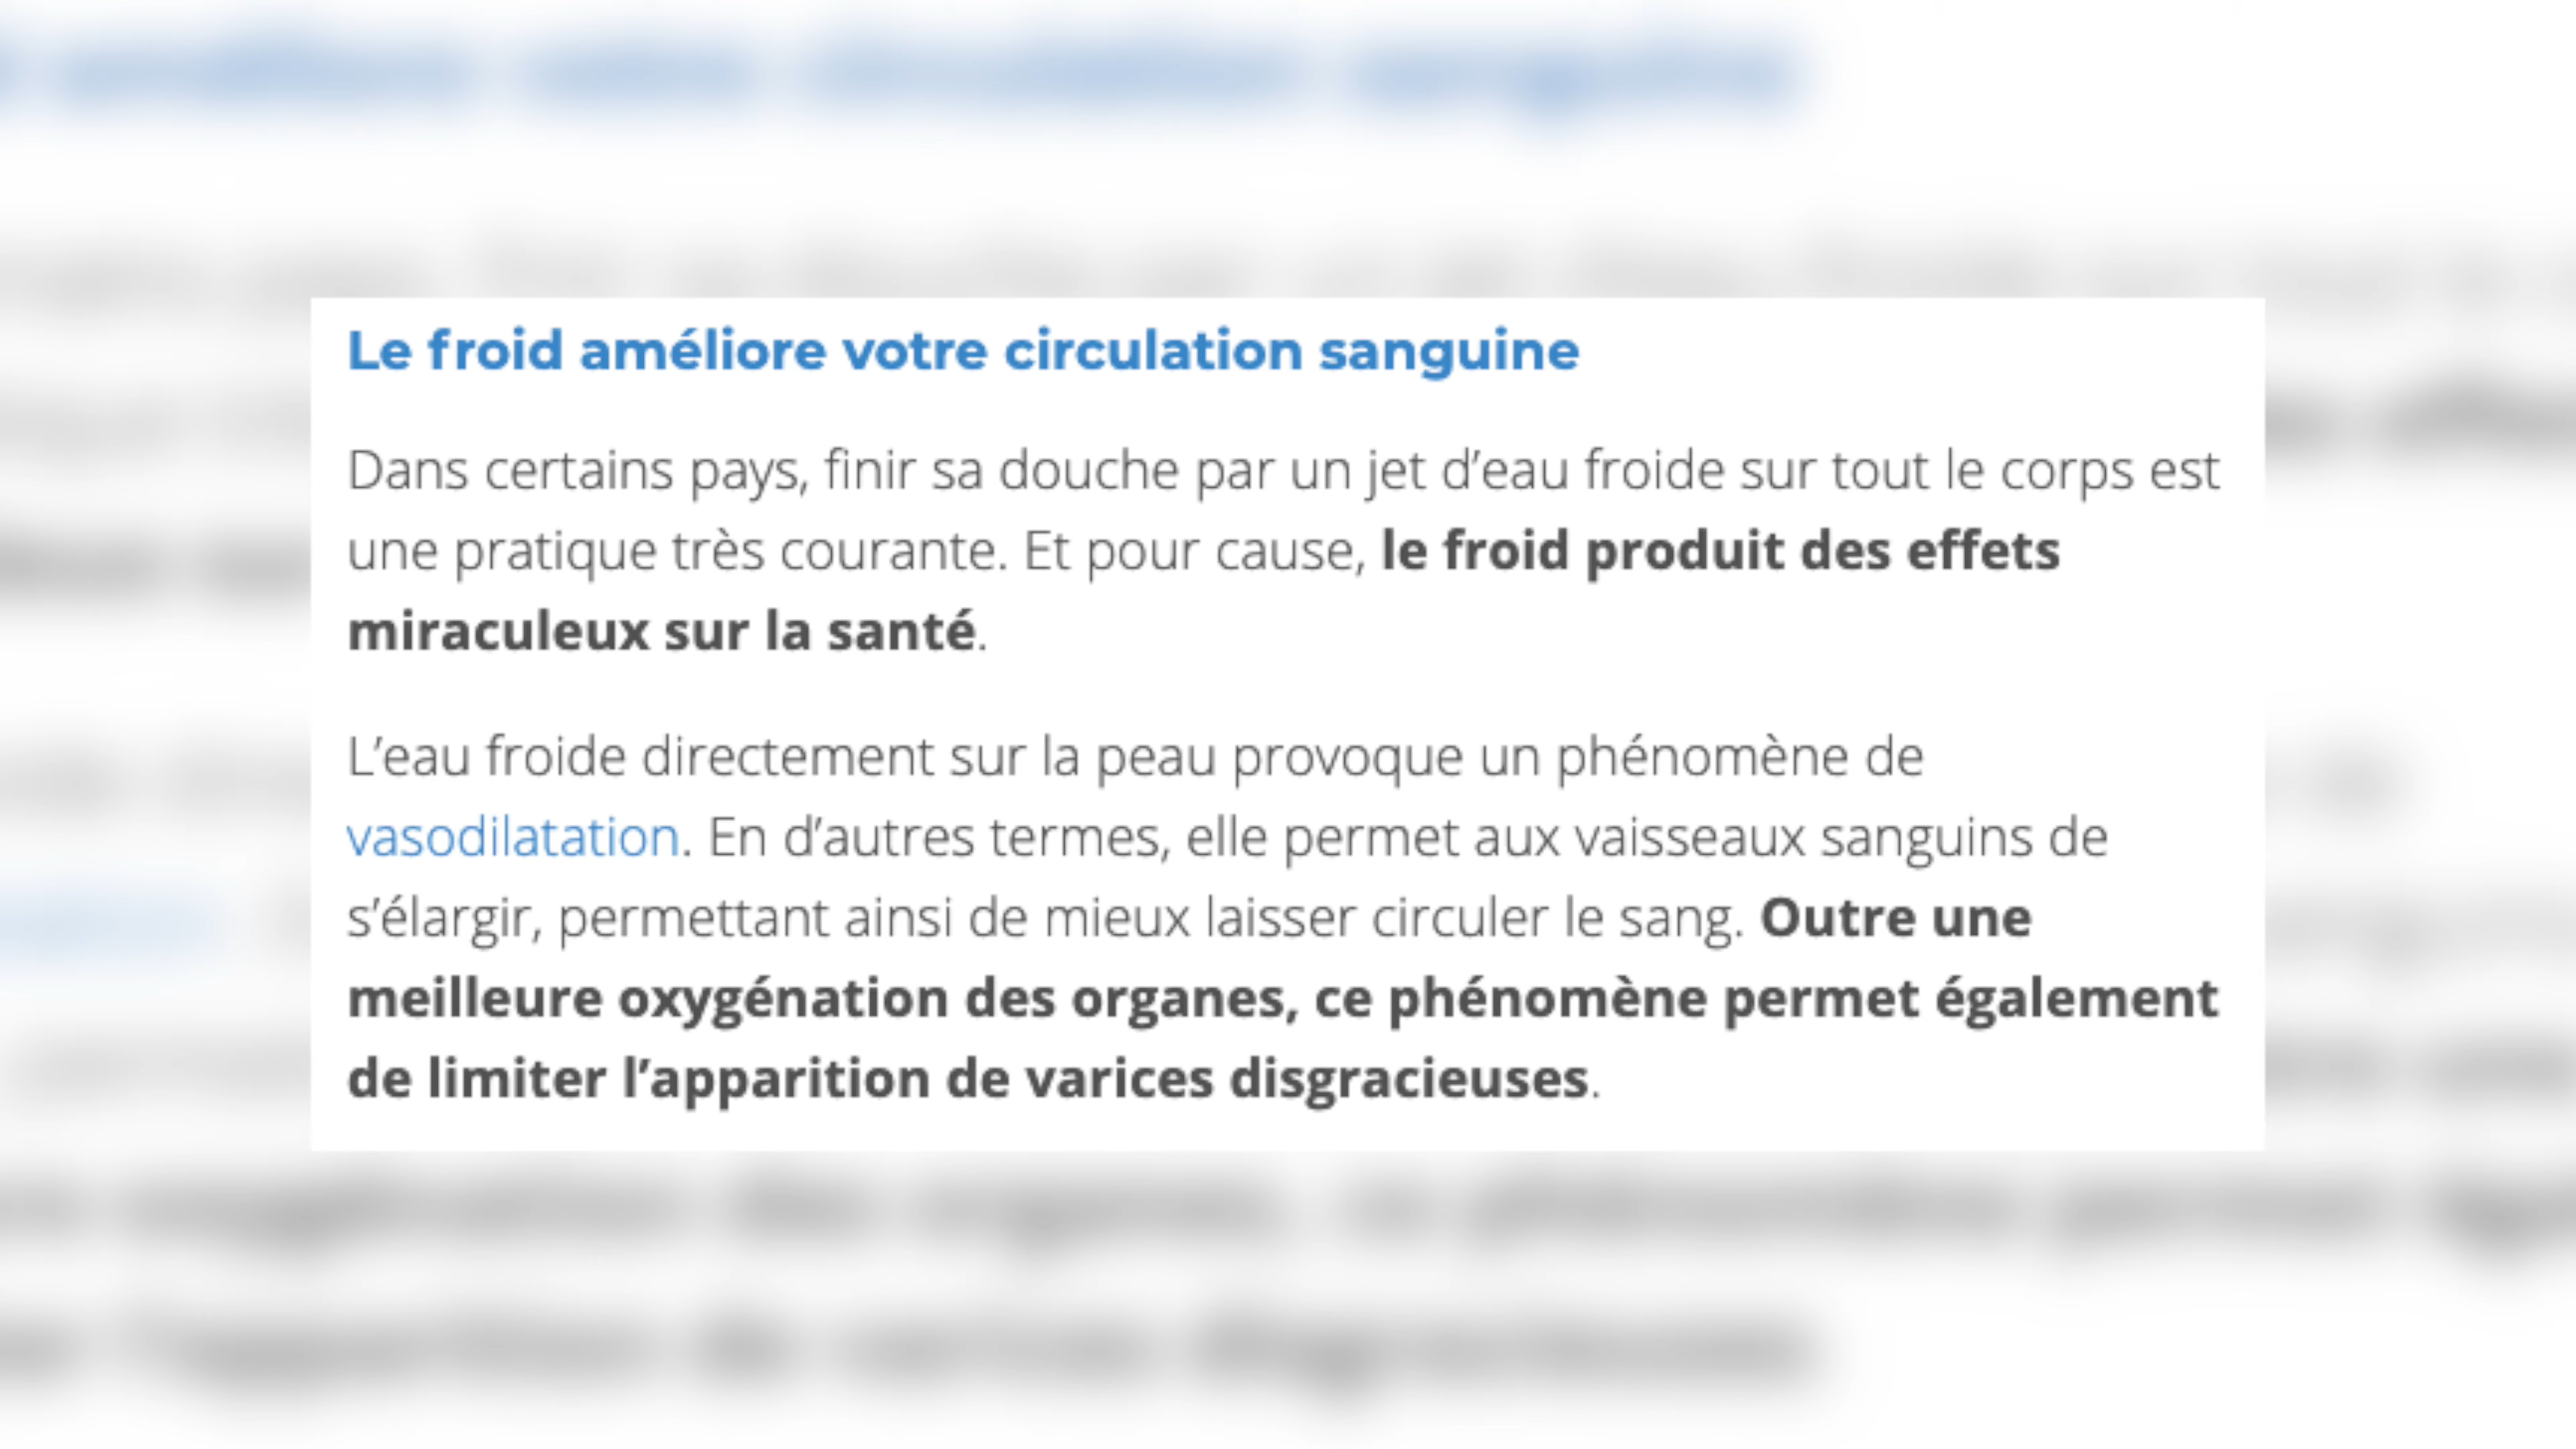 Le froid améliore votre circulation sanguine
Dans certains pays, finir sa douche par un jet d’eau froide sur tout le corps est
une pratique très courante. Et pour cause, le froid produit des effets
miraculeux sur la santé.
L’eau froide directement sur la peau provoque un phénomène de
vasodilatation. En d’autres termes, elle permet aux vaisseaux sanguins de
s’élargir, permettant ainsi de mieux laisser circuler le sang. Outre une
meilleure oxygénation des organes, ce phénomène permet également
de limiter l’apparition de varices disgracieuses.